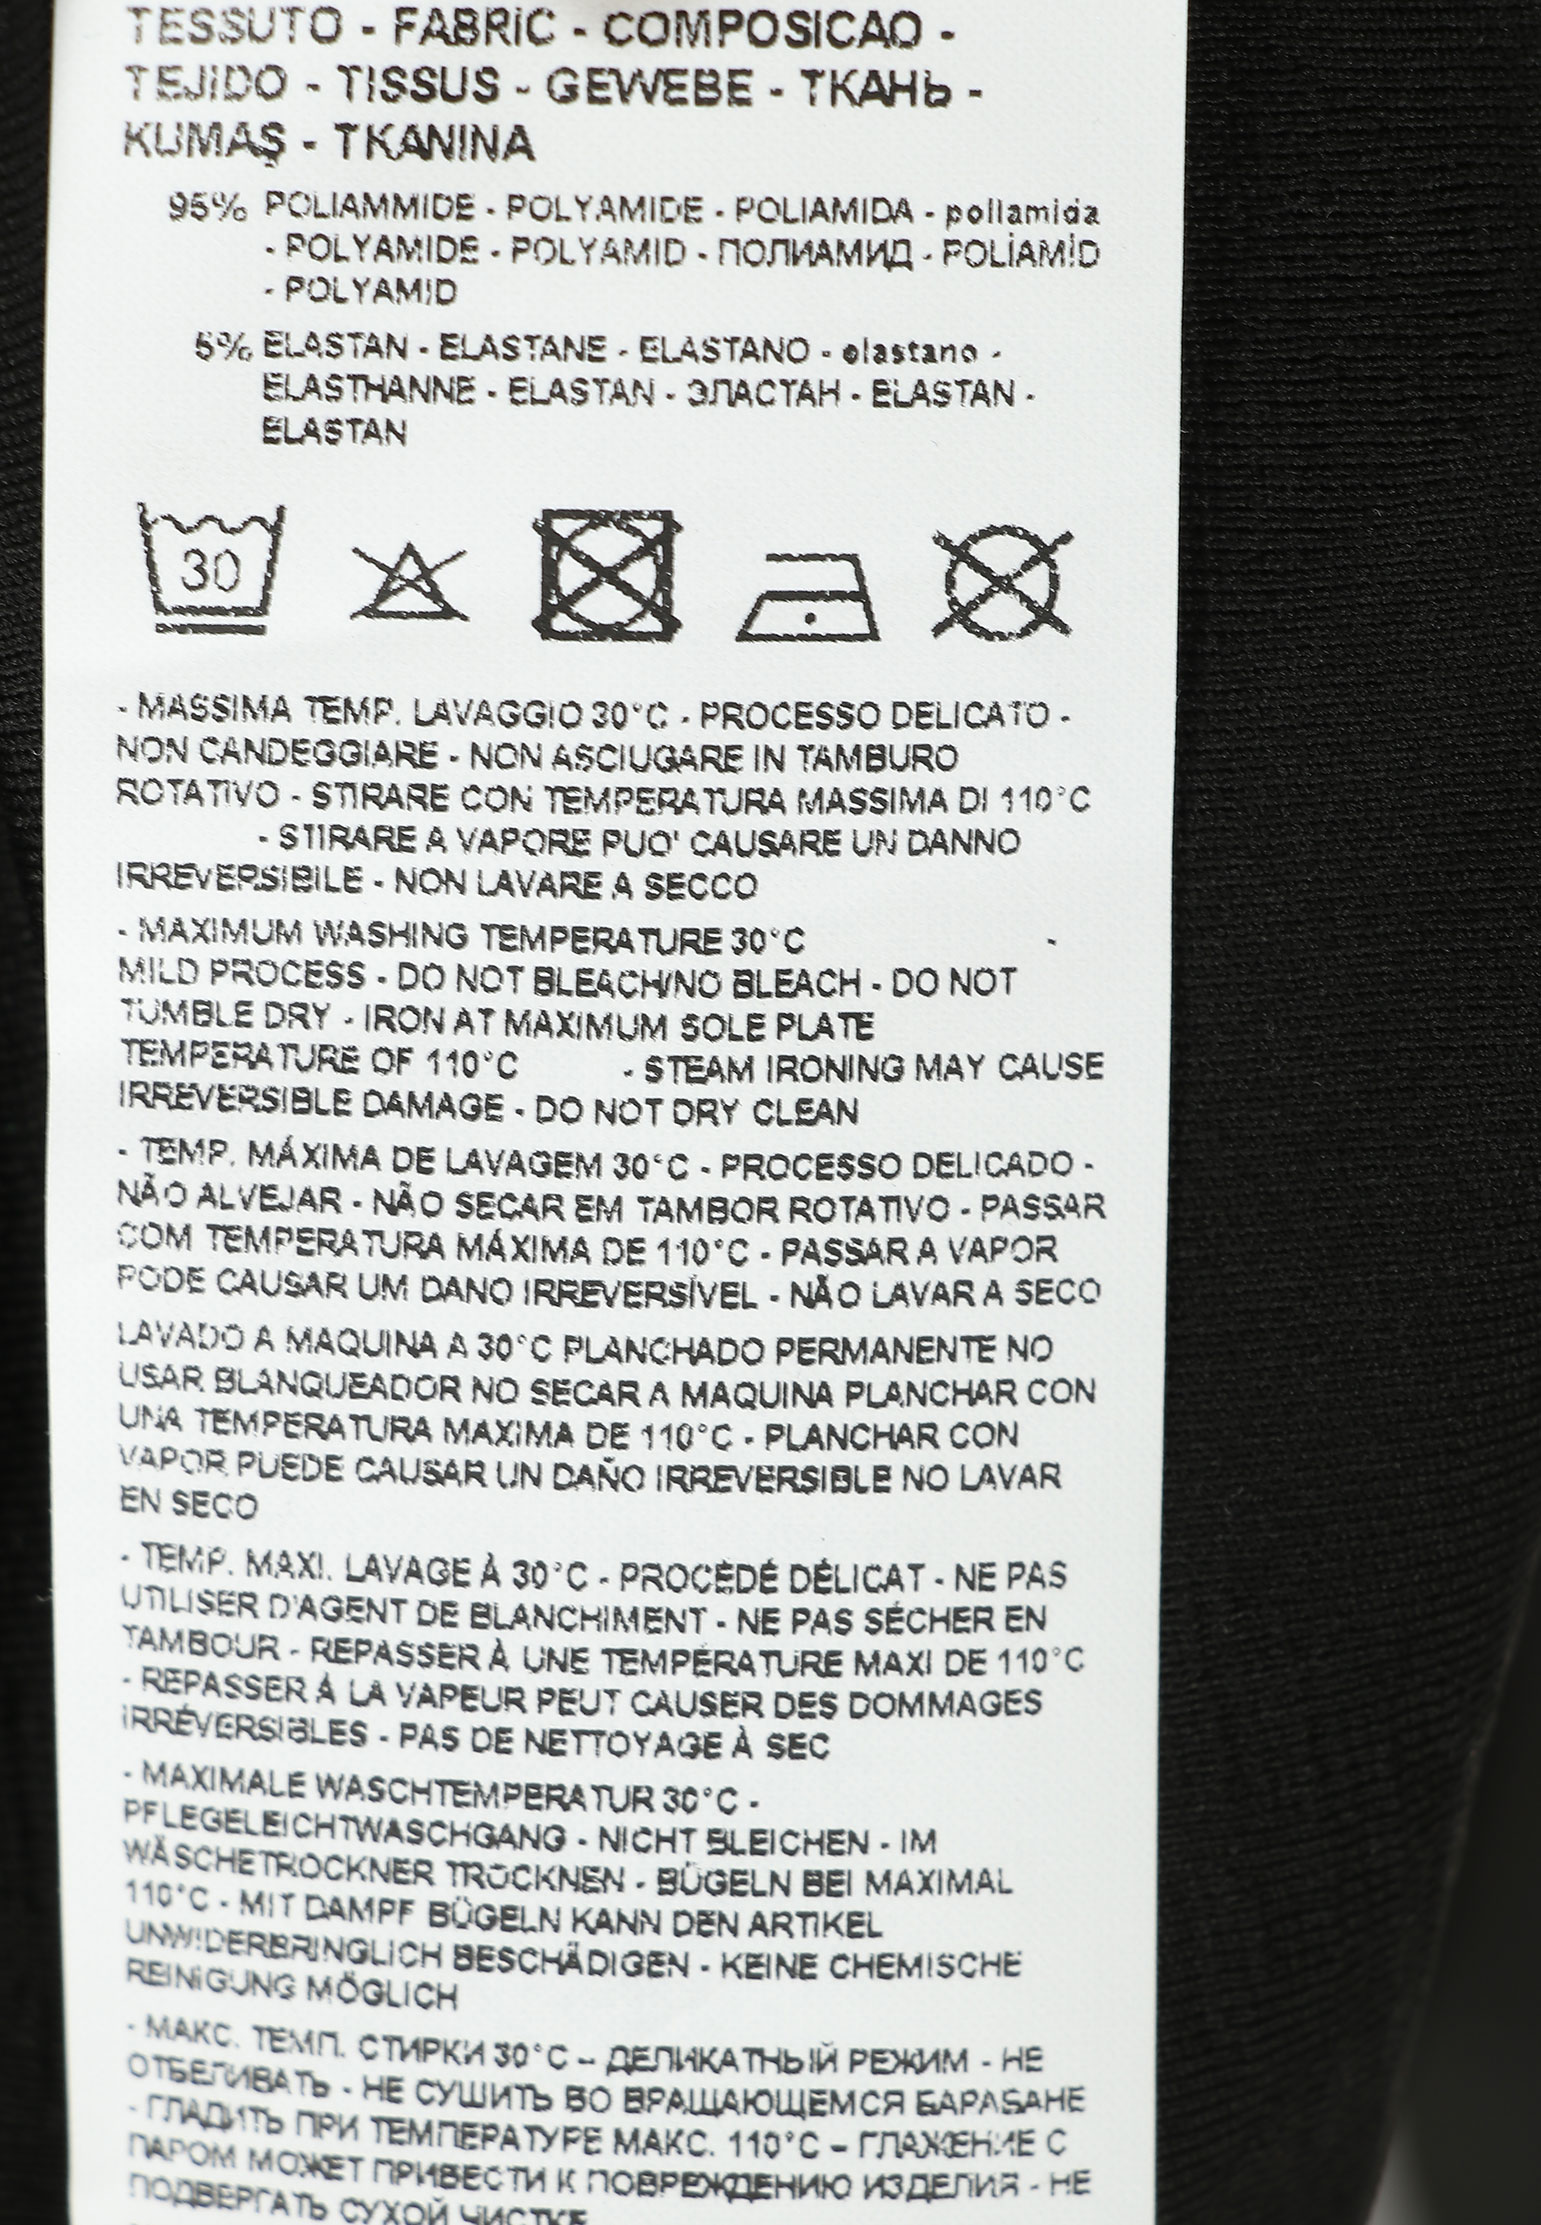 TESSUTO - FABRIC - COMPOSICAO -
TEJIDO - TISSUS - GEWEBE - ТКАНЬ -
KUMAŞ - TKANINA
95% POLIAMMIDE - POLYAMIDE - POLIAMIDA - poliamida
- POLYAMIDE - POLYAMID - ПОЛИАМИД - POLİAMİD
- POLYAMID
5% ELASTAN - ELASTANE - ELASTANO - elastano -
ELASTHANNE - ELASTAN - ЭЛАСТАН - ELASTAN -
ELASTAN
30
- MASSIMA TEMP. LAVAGGIO 30°C - PROCESSO DELICATO -
NON CANDEGGIARE - NON ASCIUGARE IN TAMBURO
ROTATIVO - STIRARE CON TEMPERATURA MASSIMA DI 110°C
- STIRARE A VAPORE PUO' CAUSARE UN DANNO
IRREVERSIBILE - NON LAVARE A SECCO
- MAXIMUM WASHING TEMPERATURE 30°C -
MILD PROCESS - DO NOT BLEACH/NO BLEACH - DO NOT
TUMBLE DRY - IRON AT MAXIMUM SOLE PLATE
TEMPERATURE OF 110°C - STEAM IRONING MAY CAUSE
IRREVERSIBLE DAMAGE - DO NOT DRY CLEAN
- TEMP. MÁXIMA DE LAVAGEM 30°C - PROCESSO DELICADO -
NÃO ALVEJAR - NÃO SECAR EM TAMBOR ROTATIVO - PASSAR
COM TEMPERATURA MÁXIMA DE 110°C - PASSAR A VAPOR
PODE CAUSAR UM DANO IRREVERSÍVEL - NÃO LAVAR A SECO
LAVADO A MAQUINA A 30°C PLANCHADO PERMANENTE NO
USAR BLANQUEADOR NO SECAR A MAQUINA PLANCHAR CON
UNA TEMPERATURA MAXIMA DE 110°C - PLANCHAR CON
VAPOR PUEDE CAUSAR UN DAÑO IRREVERSIBLE NO LAVAR
EN SECO
- TEMP. MAXI. LAVAGE À 30°C - PROCÉDÉ DÉLICAT - NE PAS
UTILISER D'AGENT DE BLANCHIMENT - NE PAS SÉCHER EN
TAMBOUR - REPASSER À UNE TEMPÉRATURE MAXI DE 110°C
- REPASSER À LA VAPEUR PEUT CAUSER DES DOMMAGES
IRRÉVERSIBLES - PAS DE NETTOYAGE À SEC
- MAXIMALE WASCHTEMPERATUR 30°C -
PFLEGELEICHTWASCHGANG - NICHT BLEICHEN - IM
WÄSCHETROCKNER TROCKNEN - BÜGELN BEI MAXIMAL
110°C - MIT DAMPF BÜGELN KANN DEN ARTIKEL
UNWIDERBRINGLICH BESCHÄDIGEN - KEINE CHEMISCHE
REINIGUNG MÖGLICH
- МАКС. ТЕМП. СТИРКИ 30°C – ДЕЛИКАТНЫЙ РЕЖИМ - НЕ
ОТБЕЛИВАТЬ - НЕ СУШИТЬ ВО ВРАЩАЮЩЕМСЯ БАРАБАНЕ
- ГЛАДИТЬ ПРИ ТЕМПЕРАТУРЕ МАКС. 110°C – ГЛАЖЕНИЕ С
ПАРОМ МОЖЕТ ПРИВЕСТИ К ПОВРЕЖДЕНИЮ ИЗДЕЛИЯ - НЕ
ПОДВЕРГАТЬ СУХОЙ ЧИСТКЕ